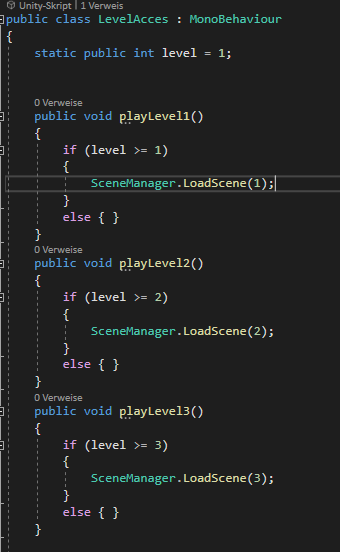 Unity-Skript | 1 Verweis
public class LevelAcces : MonoBehaviour
{
static public int level = 1;
0 Verweise
public void playLevel1()
{
if (level >= 1)
{
SceneManager.LoadScene(1);
}
else { }
}
0 Verweise
public void playLevel2()
{
if (level >= 2)
{
SceneManager.LoadScene(2);
}
else { }
}
0 Verweise
public void playLevel3()
{
if (level >= 3)
{
SceneManager.LoadScene(3);
}
else { }
}